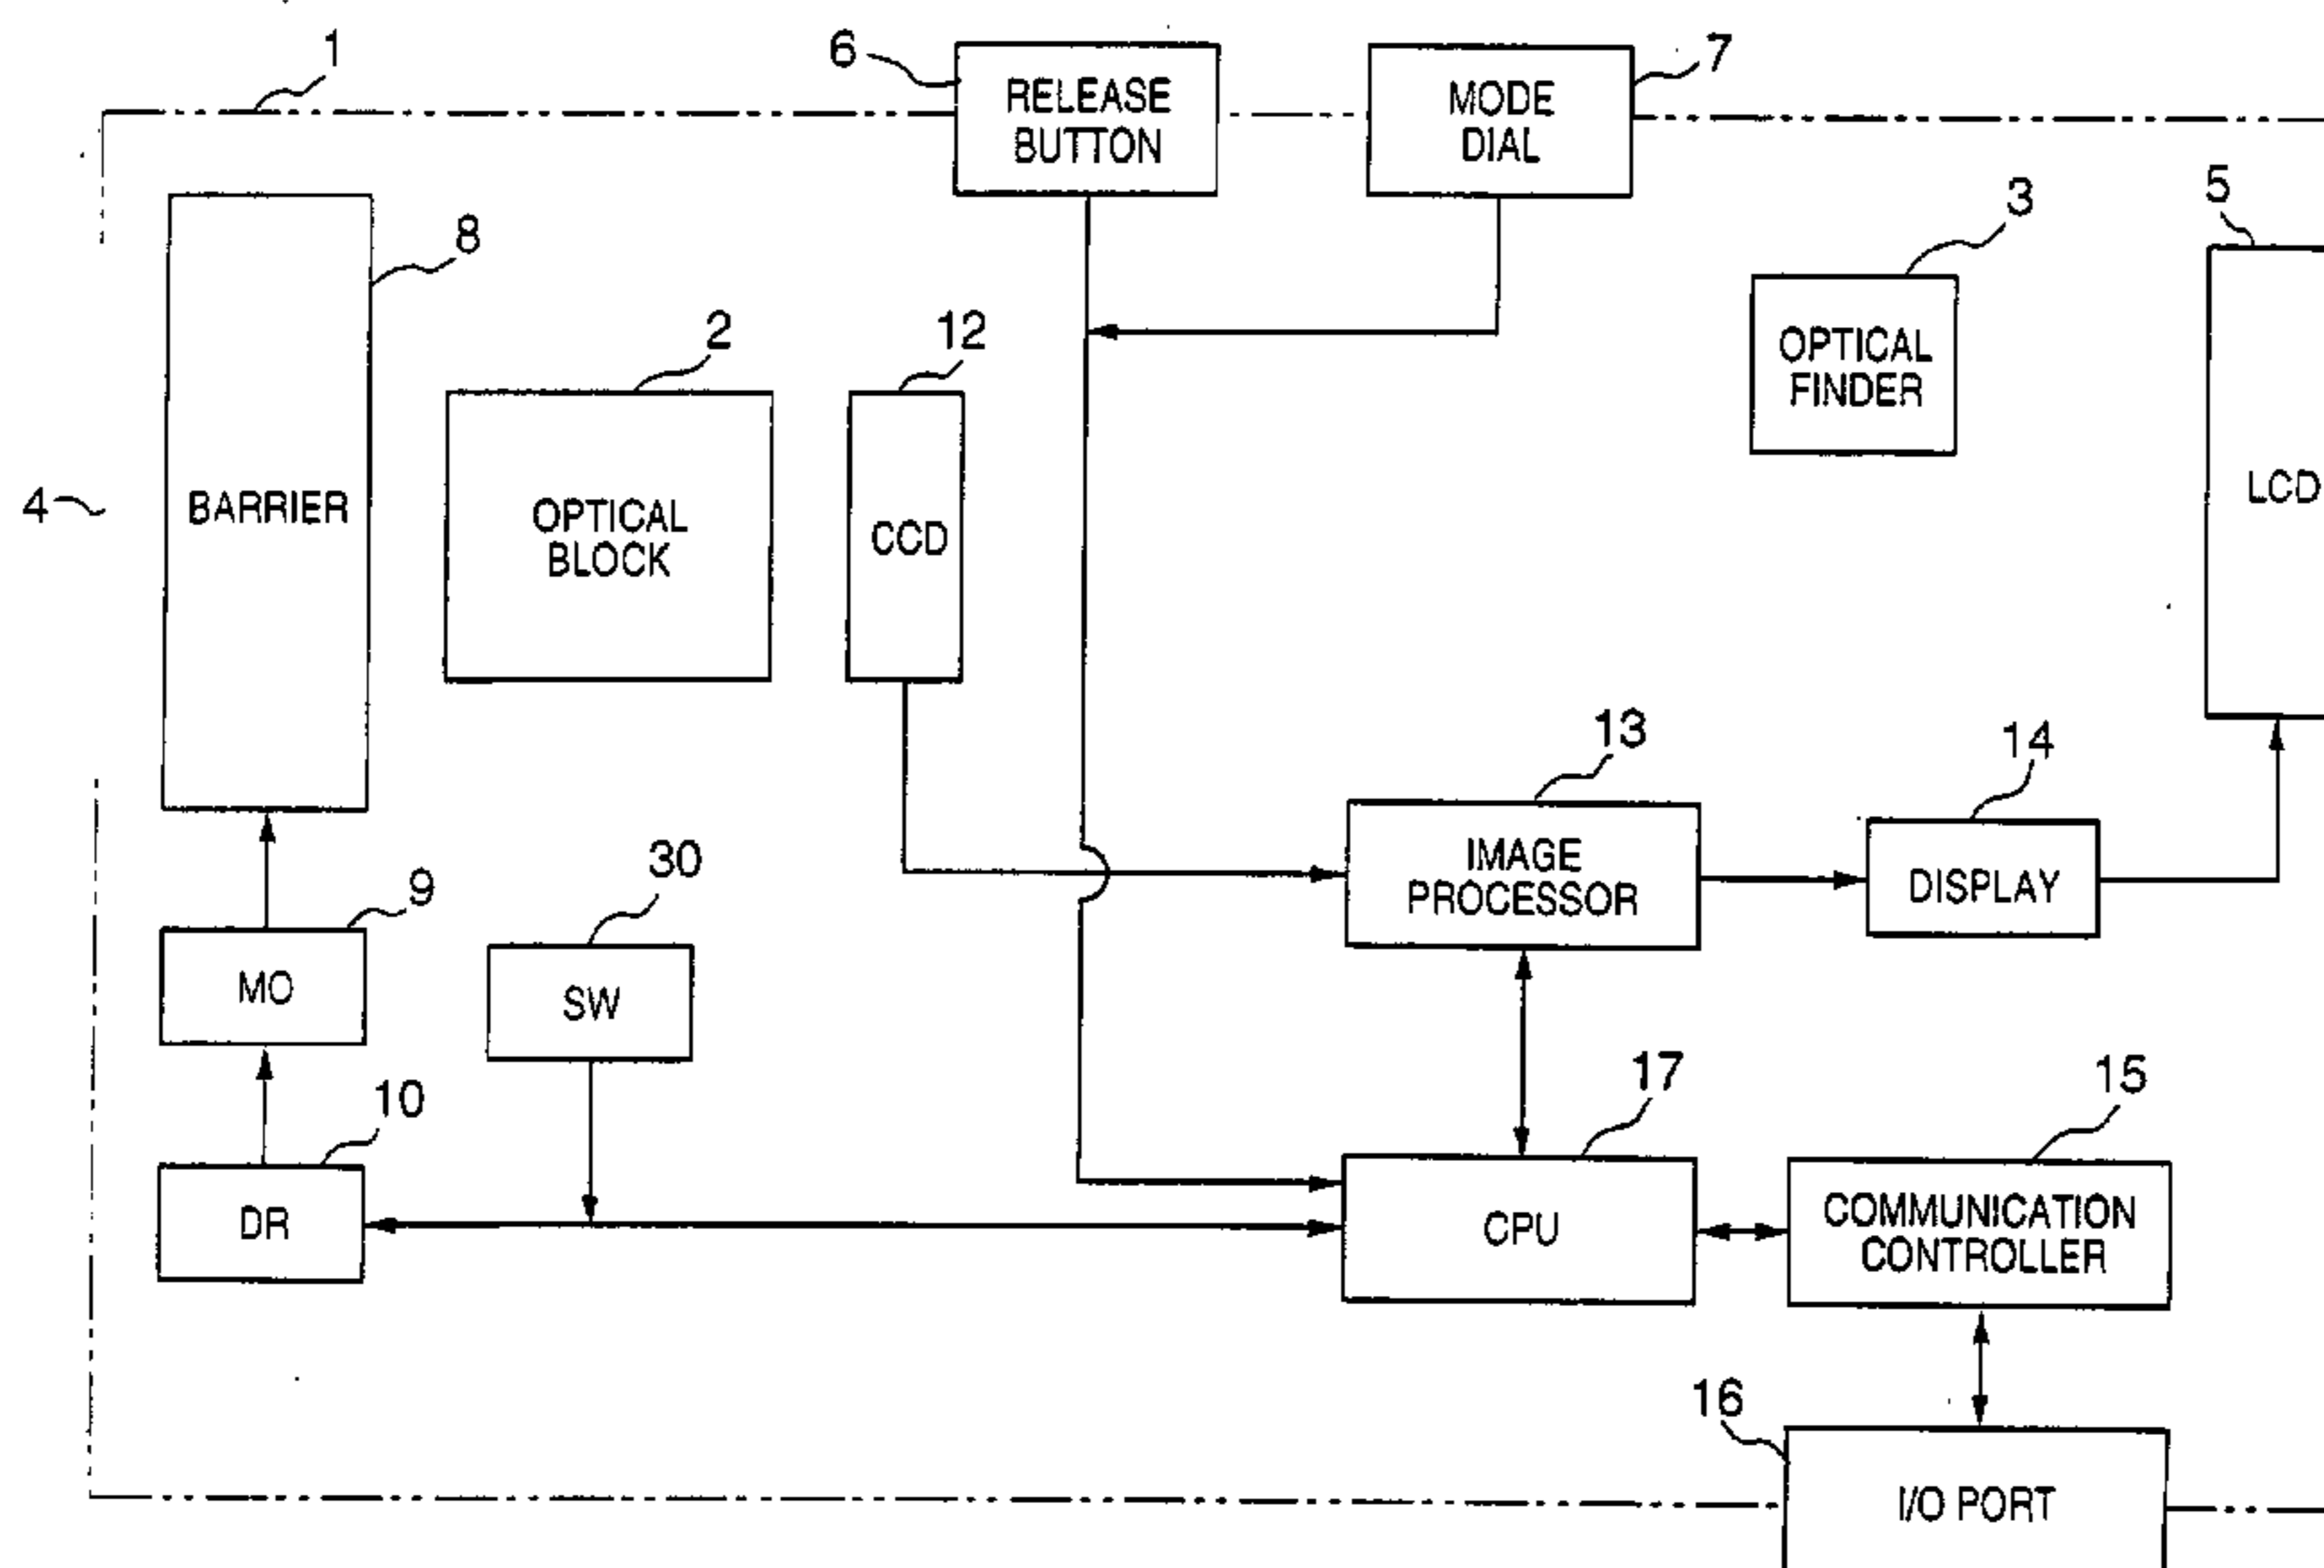 1
6
RELEASE
BUTTON
MODE
DIAL
7
8
BARRIER
4
2
OPTICAL
BLOCK
12
CCD
3
OPTICAL
FINDER
5
LCD
13
IMAGE
PROCESSOR
14
DISPLAY
9
MO
30
SW
10
DR
17
CPU
15
COMMUNICATION
CONTROLLER
16
I/O PORT